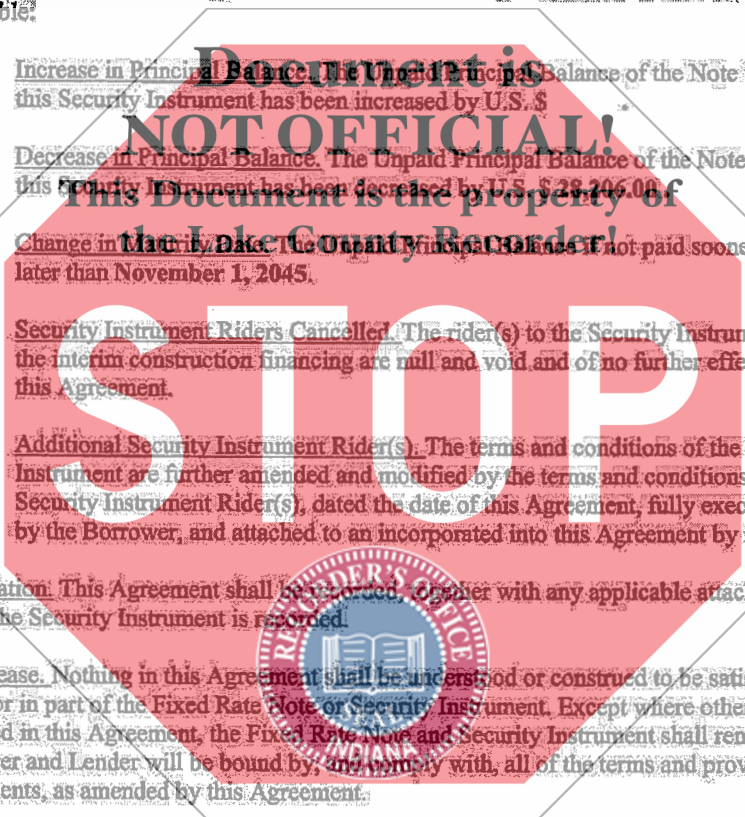 ble:
Document is
Increase in Principal Balance. The Unpaid Principal Balance of the Note
this Security Instrument has been increased by U.S. $
NOT OFFICIAL!
Decrease in Principal Balance. The Unpaid Principal Balance of the Note
this Security Instrument has been decreased by U.S. $
This Document is the property of
the Lake County Recorder!
Change in Maturity Date. The Unpaid Principal Balance if not paid soone
later than November 1, 2045.
STOP
Security Instrument Riders Cancelled. The rider(s) to the Security Instrum
the interim construction financing are null and void and of no further effe
this Agreement.
Additional Security Instrument Rider(s). The terms and conditions of the
Instrument are further amended and modified by the terms and conditions
Security Instrument Rider(s), dated the date of this Agreement, fully exec
by the Borrower, and attached to an incorporated into this Agreement by
ation. This Agreement shall be recorded, together with any applicable attac
he Security Instrument is recorded.
RECORDER'S OFFICE
SEAL
INDIANA
ease. Nothing in this Agreement shall be understood or construed to be satis
or in part of the Fixed Rate Note or Security Instrument. Except where other
ed in this Agreement, the Fixed Rate Note and Security Instrument shall rem
er and Lender will be bound by, and comply with, all of the terms and prov
ents, as amended by this Agreement.